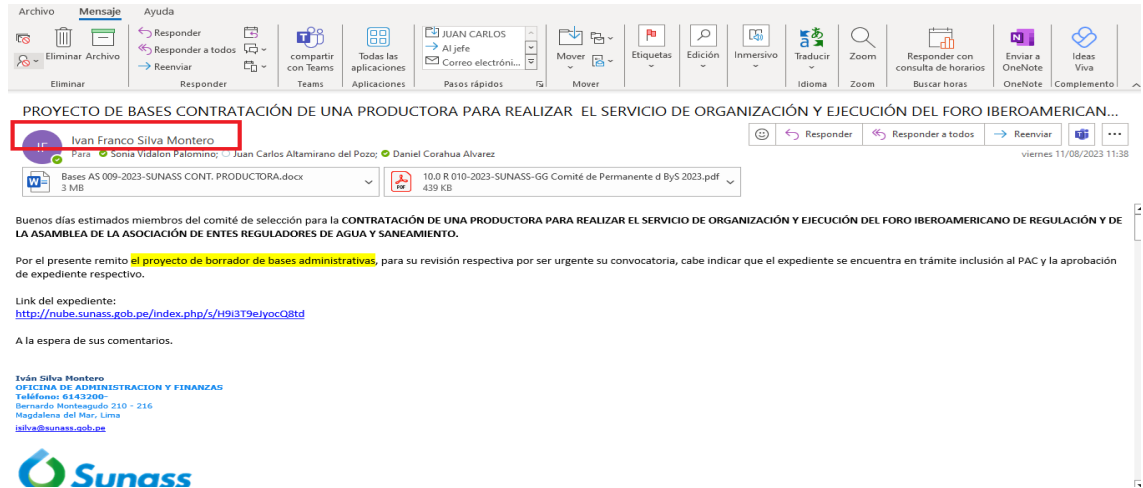 Archivo Mensaje Ayuda
Eliminar Archivo
Responder
Responder a todos
Reenviar
compartir con Teams
Todas las aplicaciones
JUAN CARLOS
Al jefe
Correo electróni...
Mover
Etiquetas
Edición
Inmersivo
Traducir
Zoom
Responder con consulta de horarios
Enviar a OneNote
Ideas Viva
Eliminar Responder Teams Aplicaciones Pasos rápidos Mover Idioma Zoom Buscar horas OneNote Complemento
PROYECTO DE BASES CONTRATACIÓN DE UNA PRODUCTORA PARA REALIZAR EL SERVICIO DE ORGANIZACIÓN Y EJECUCIÓN DEL FORO IBEROAMERICAN...
IF
Ivan Franco Silva Montero
Para Sonia Vidalon Palomino; Juan Carlos Altamirano del Pozo; Daniel Corahua Alvarez
Responder Responder a todos Reenviar
viernes 11/08/2023 11:38
Bases AS 009-2023-SUNASS CONT. PRODUCTORA.docx
3 MB
10.0 R 010-2023-SUNASS-GG Comité de Permanente d ByS 2023.pdf
439 KB
Buenos días estimados miembros del comité de selección para la CONTRATACIÓN DE UNA PRODUCTORA PARA REALIZAR EL SERVICIO DE ORGANIZACIÓN Y EJECUCIÓN DEL FORO IBEROAMERICANO DE REGULACIÓN Y DE
LA ASAMBLEA DE LA ASOCIACIÓN DE ENTES REGULADORES DE AGUA Y SANEAMIENTO.
Por el presente remito el proyecto de borrador de bases administrativas, para su revisión respectiva por ser urgente su convocatoria, cabe indicar que el expediente se encuentra en trámite inclusión al PAC y la aprobación
de expediente respectivo.
Link del expediente:
http://nube.sunass.gob.pe/index.php/s/H9i3T9eJyocQ8td
A la espera de sus comentarios.
Iván Silva Montero
OFICINA DE ADMINISTRACION Y FINANZAS
Teléfono: 6143200-
Bernardo Monteagudo 210 - 216
Magdalena del Mar, Lima
isilva@sunass.gob.pe
Sunass